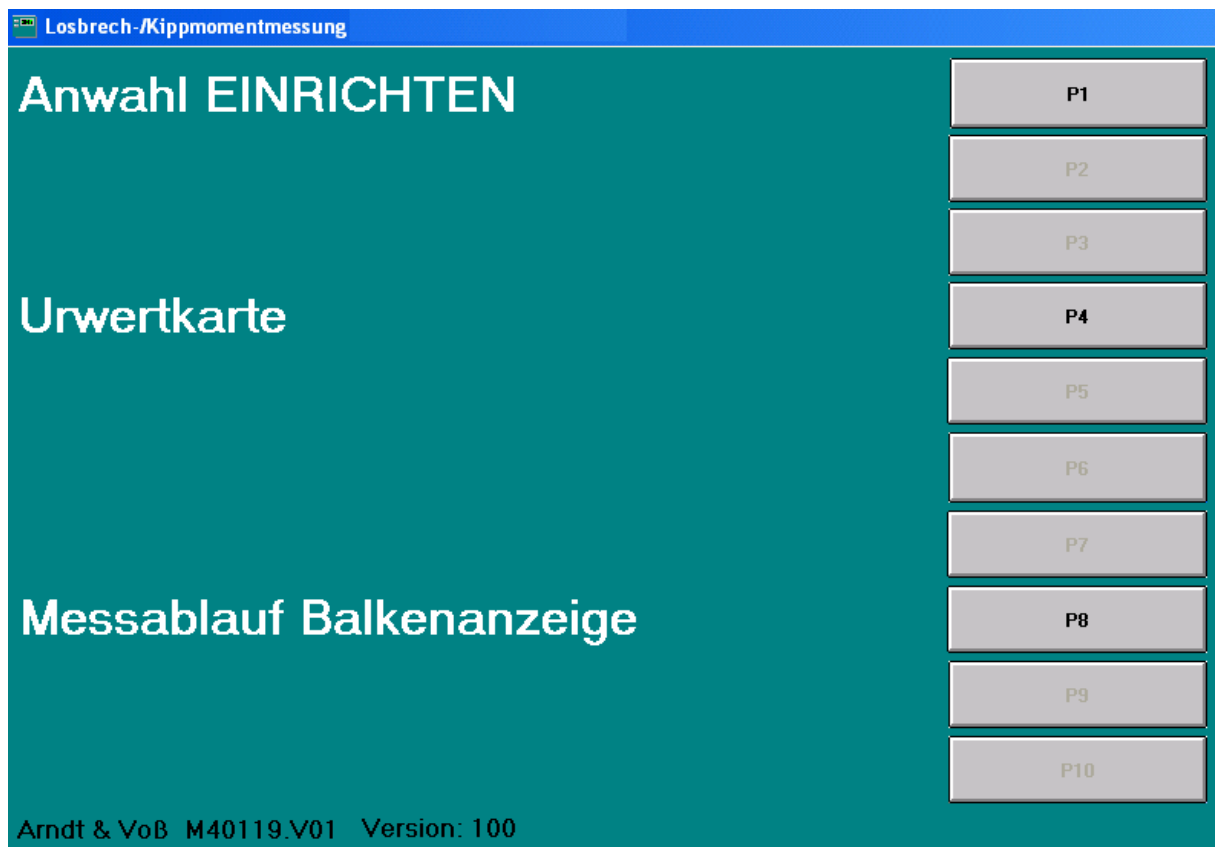 Losbrech-/Kippmomentmessung
Anwahl EINRICHTEN P1
P2
P3
Urwertkarte P4
P5
P6
P7
Messablauf Balkenanzeige P8
P9
P10
Arndt & Voß M40119.V01 Version: 100